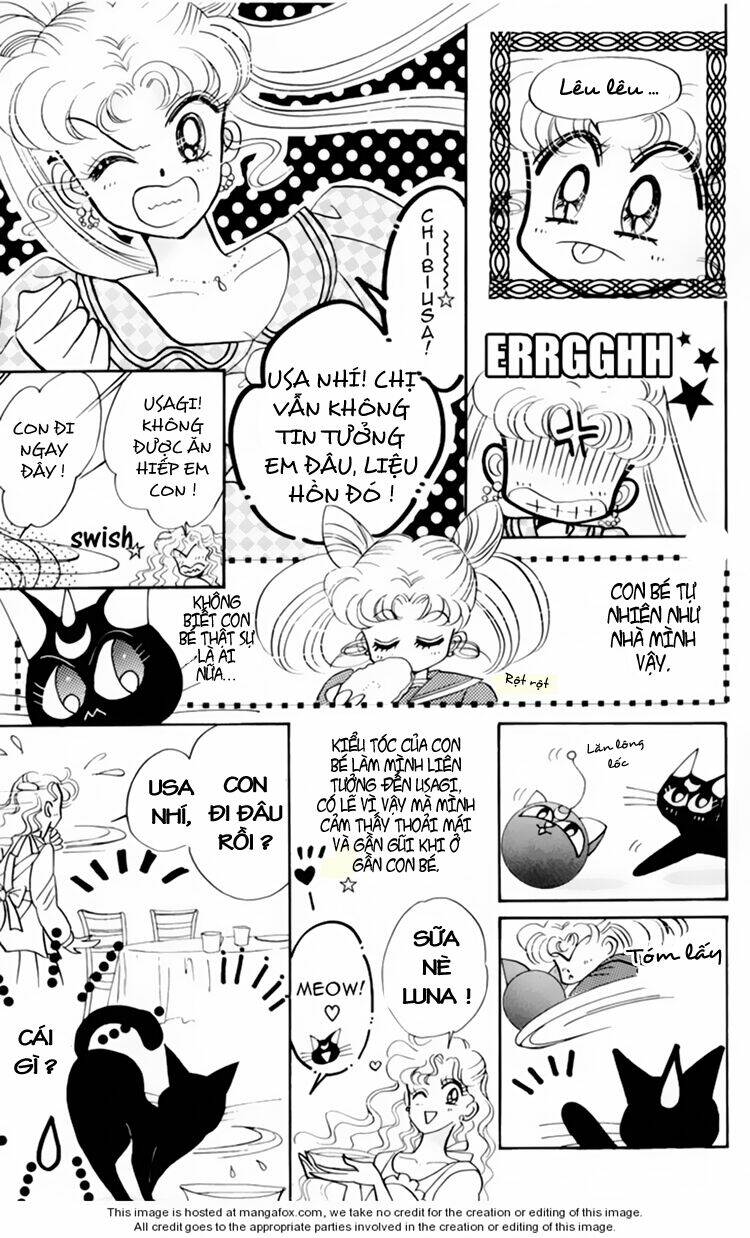 Lêu lêu ...
ERRGGHH
CHIBIUSA!
USA NHÍ! CHỊ
VẪN KHÔNG
TIN TƯỞNG
EM ĐÂU, LIỆU
HỒN ĐÓ !
USAGI!
KHÔNG
ĐƯỢC ĂN
HIẾP EM
CON !
CON ĐI
NGAY
ĐÂY !
swish
CON BÉ TỰ
NHIÊN NHƯ
NHÀ MÌNH
VẬY.
Rột rột
KHÔNG
BIẾT CON
BÉ THẬT SỰ
LÀ AI
NỮA...
Lăn lông
lốc
Tóm lấy
KIỂU TÓC CỦA CON
BÉ LÀM MÌNH LIÊN
TƯỞNG ĐẾN USAGI,
CÓ LẼ VÌ VẬY MÀ MÌNH
CẢM THẤY THOẢI MÁI
VÀ GẦN GŨI KHI Ở
GẦN CON BÉ.
SỮA
NÈ
LUNA !
MEOW!
CON
ĐI ĐÂU
RỒI ?
USA
NHÍ,
CÁI
GÌ ?
This image is hosted at mangafox.com, we take no credit for the creation or editing of this image.
All credit goes to the appropriate parties involved in the creation or editing of this image.